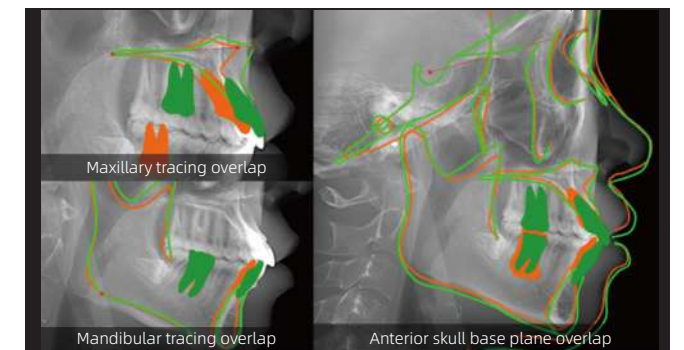 Maxillary tracing overlap
Mandibular tracing overlap
Anterior skull base plane overlap